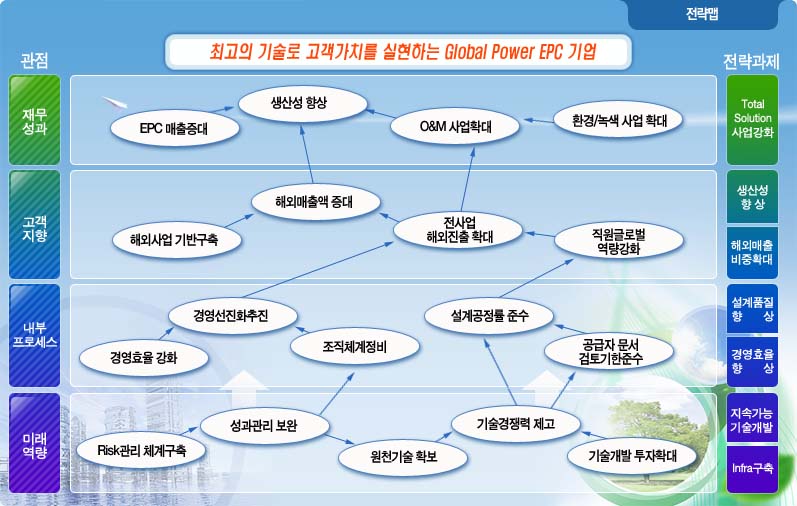 전략맵
최고의 기술로 고객가치를 실현하는 Global Power EPC 기업
관점
전략과제
재무
성과
생산성 향상
EPC 매출증대
O&M 사업확대
환경/녹색 사업 확대
Total
Solution
사업강화
고객
지향
해외매출액 증대
해외사업 기반구축
전사업
해외진출 확대
직원글로벌
역량강화
생산성
향 상
해외매출
비중확대
내부
프로세스
경영선진화추진
설계공정률 준수
경영효율 강화
조직체계정비
공급자 문서
검토기한준수
설계품질
향 상
경영효율
향 상
미래
역량
성과관리 보완
기술경쟁력 제고
Risk관리 체계구축
원천기술 확보
기술개발 투자확대
지속가능
기술개발
Infra구축